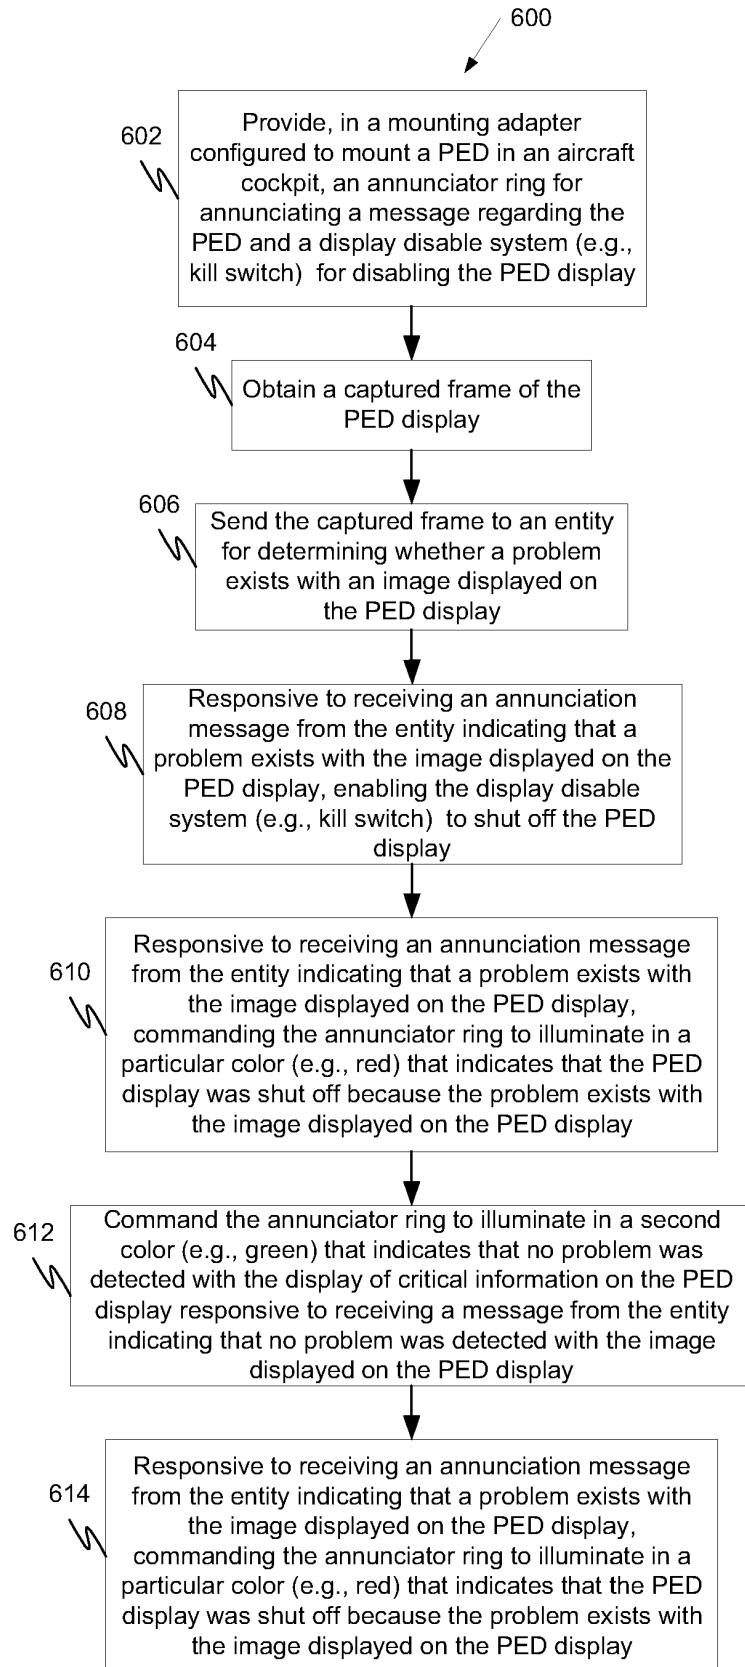 600
602
Provide, in a mounting adapter
configured to mount a PED in an aircraft
cockpit, an annunciator ring for
annunciating a message regarding the
PED and a display disable system (e.g.,
kill switch) for disabling the PED display
604
Obtain a captured frame of the
PED display
606
Send the captured frame to an entity
for determining whether a problem
exists with an image displayed on
the PED display
608
Responsive to receiving an annunciation
message from the entity indicating that a
problem exists with the image displayed on the
PED display, enabling the display disable
system (e.g., kill switch) to shut off the PED
display
610
Responsive to receiving an annunciation message
from the entity indicating that a problem exists with
the image displayed on the PED display,
commanding the annunciator ring to illuminate in a
particular color (e.g., red) that indicates that the PED
display was shut off because the problem exists with
the image displayed on the PED display
612
Command the annunciator ring to illuminate in a second
color (e.g., green) that indicates that no problem was
detected with the display of critical information on the PED
display responsive to receiving a message from the entity
indicating that no problem was detected with the image
displayed on the PED display
614
Responsive to receiving an annunciation message
from the entity indicating that a problem exists with
the image displayed on the PED display,
commanding the annunciator ring to illuminate in a
particular color (e.g., red) that indicates that the PED
display was shut off because the problem exists with
the image displayed on the PED display